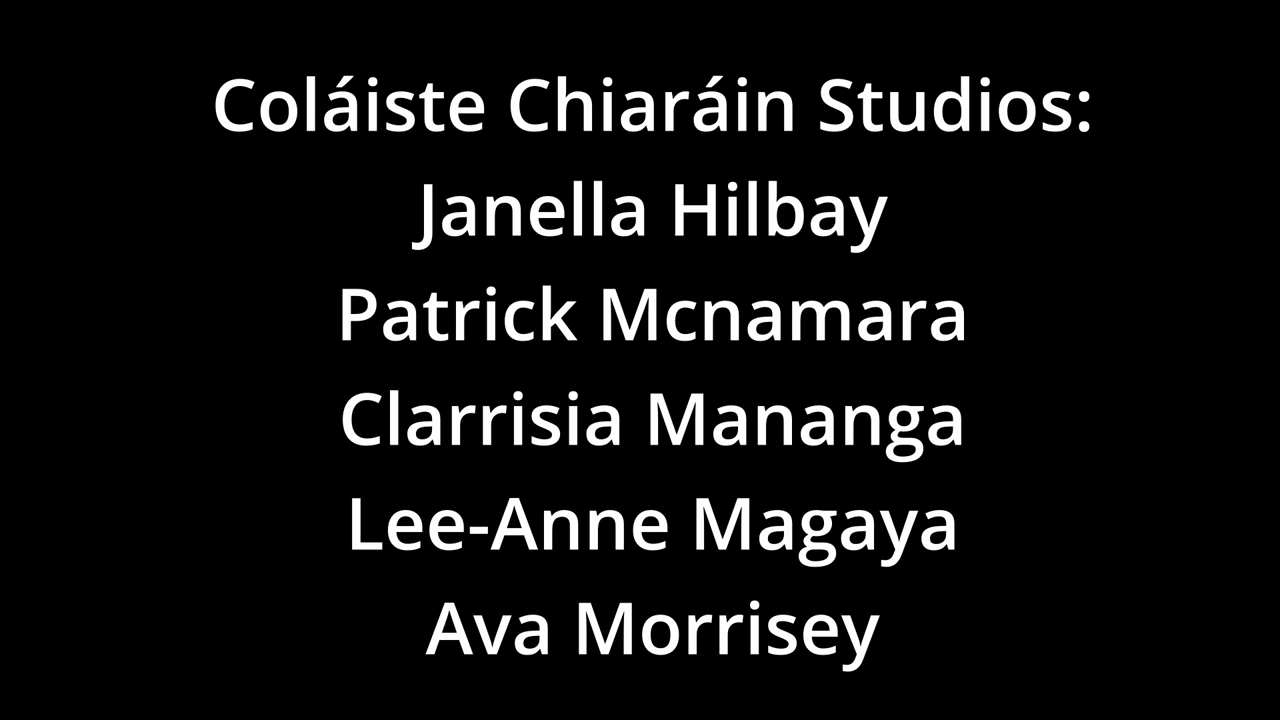 Coláiste Chiaráin Studios:
Janella Hilbay
Patrick Mcnamara
Clarrisia Mananga
Lee-Anne Magaya
Ava Morrisey